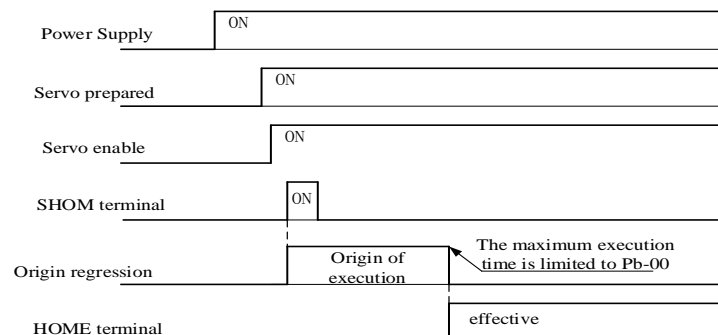 Power Supply
ON
Servo prepared
ON
Servo enable
ON
SHOM terminal
ON
Origin regression
Origin of
execution
The maximum execution
time is limited to Pb-00
HOME terminal
effective